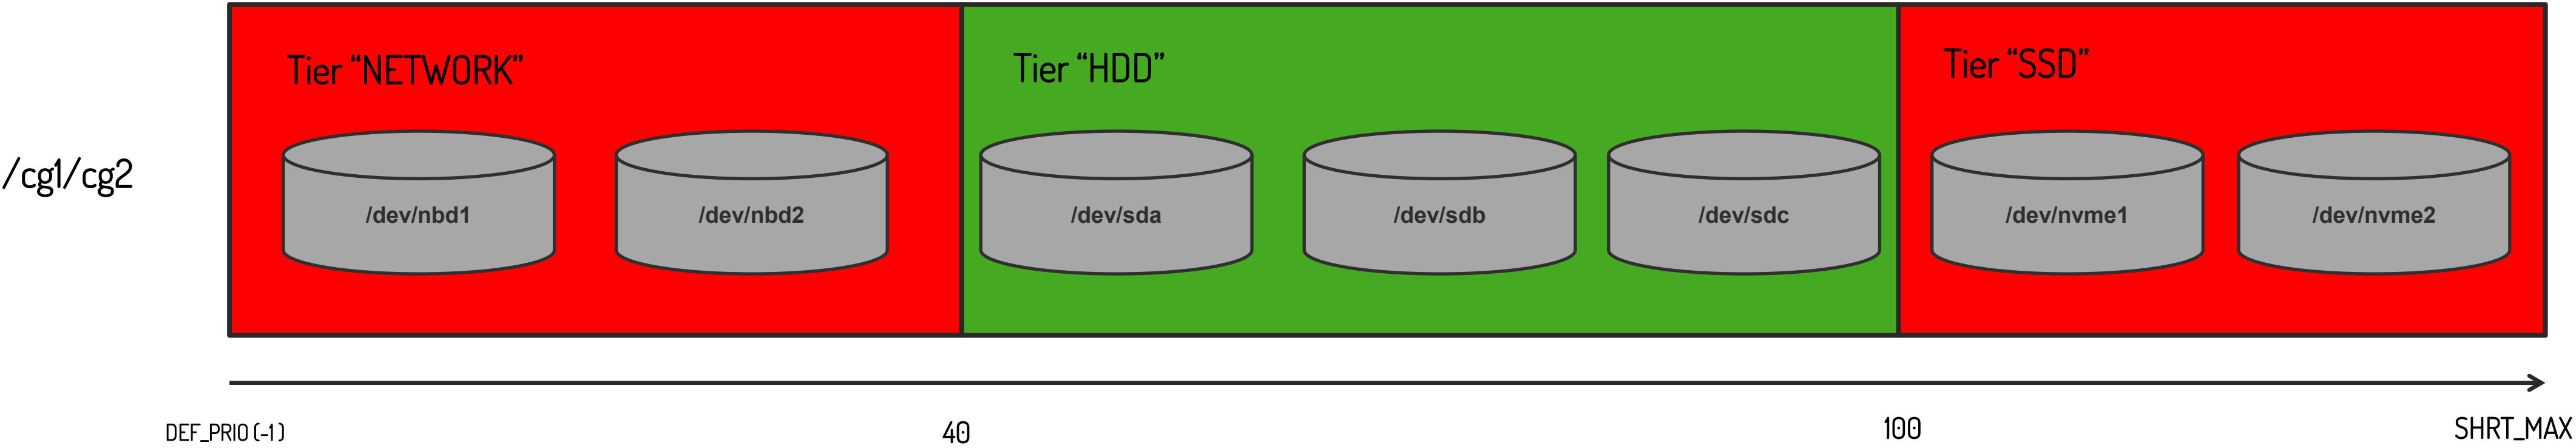 Tier “NETWORK”
Tier “HDD”
Tier “SSD”
/cg1/cg2
/dev/nbd1
/dev/nbd2
/dev/sda
/dev/sdb
/dev/sdc
/dev/nvme1
/dev/nvme2
DEF_PRIO (-1)
40
100
SHRT_MAX